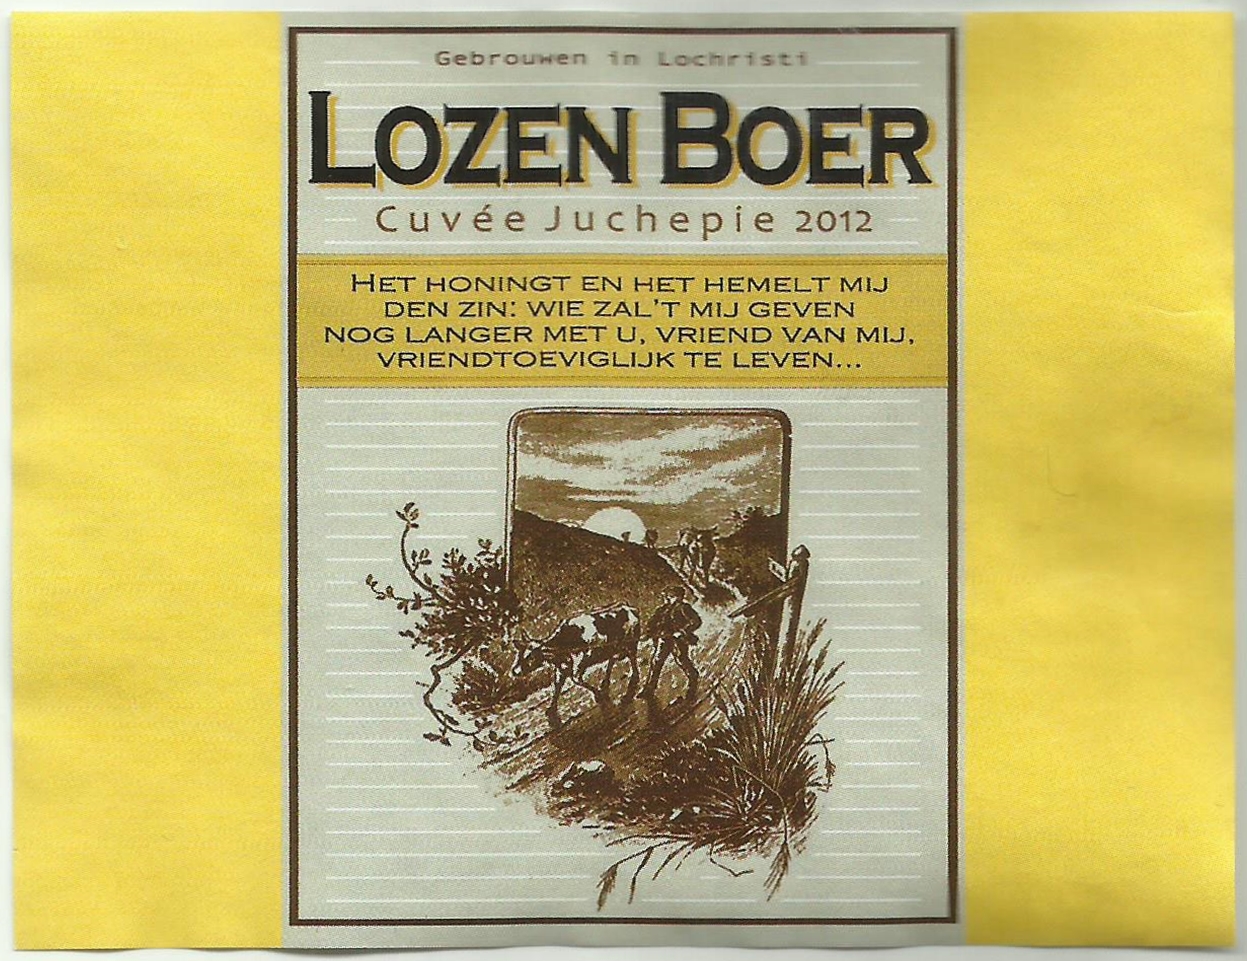 Gebrouwen in Lochristi
LOZEN BOER
Cuvée Juchepie 2012
HET HONINGT EN HET HEMELT MIJ
DEN ZIN: WIE ZAL'T MIJ GEVEN
NOG LANGER MET U, VRIEND VAN MIJ,
VRIENDTOEVIGLIJK TE LEVEN...